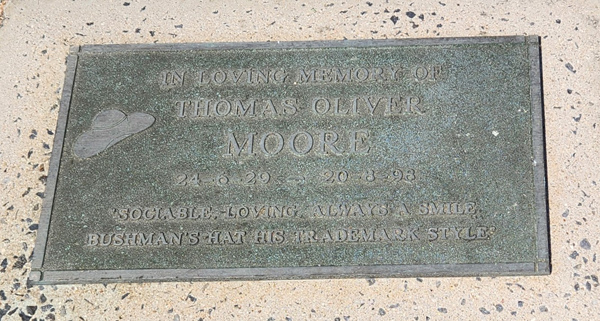 IN LOVING MEMORY OF
THOMAS OLIVER
MOORE
24-6-29 - 20-8-98
'SOCIABLE, LOVING, ALWAYS A SMILE,
BUSHMAN'S HAT HIS TRADEMARK STYLE'